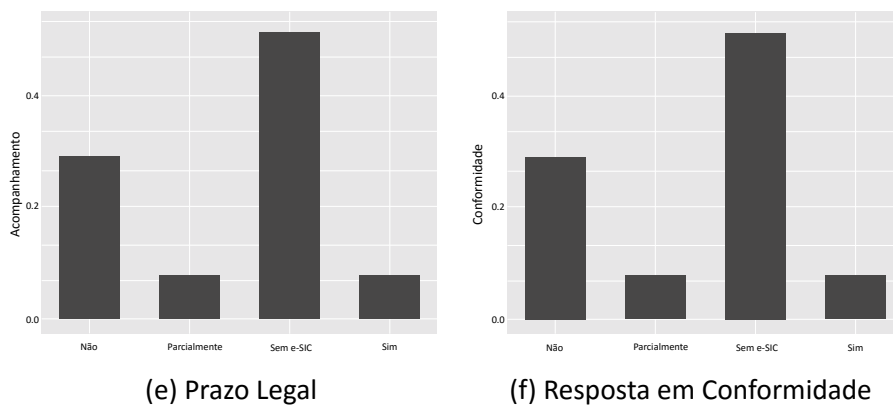 Acompanhamento
0.4
0.2
0.0
Não Parcialmente Sem e-SIC Sim
(e) Prazo Legal
Conformidade
0.4
0.2
0.0
Não Parcialmente Sem e-SIC Sim
(f) Resposta em Conformidade